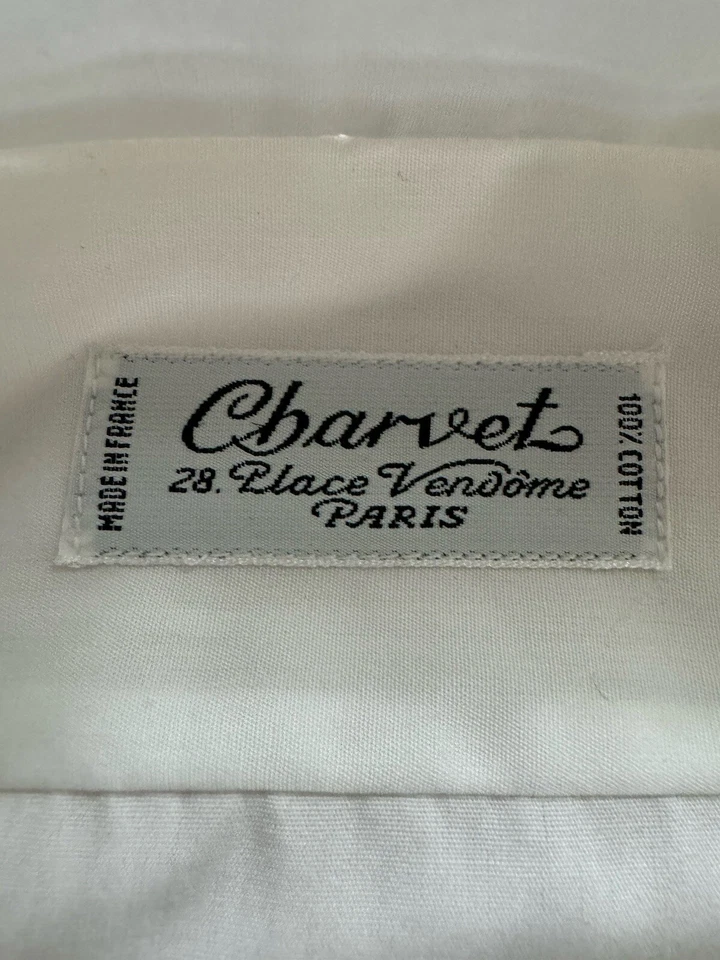 MADE IN FRANCE
Charvet
28. Place Vendôme
PARIS
100% COTTON